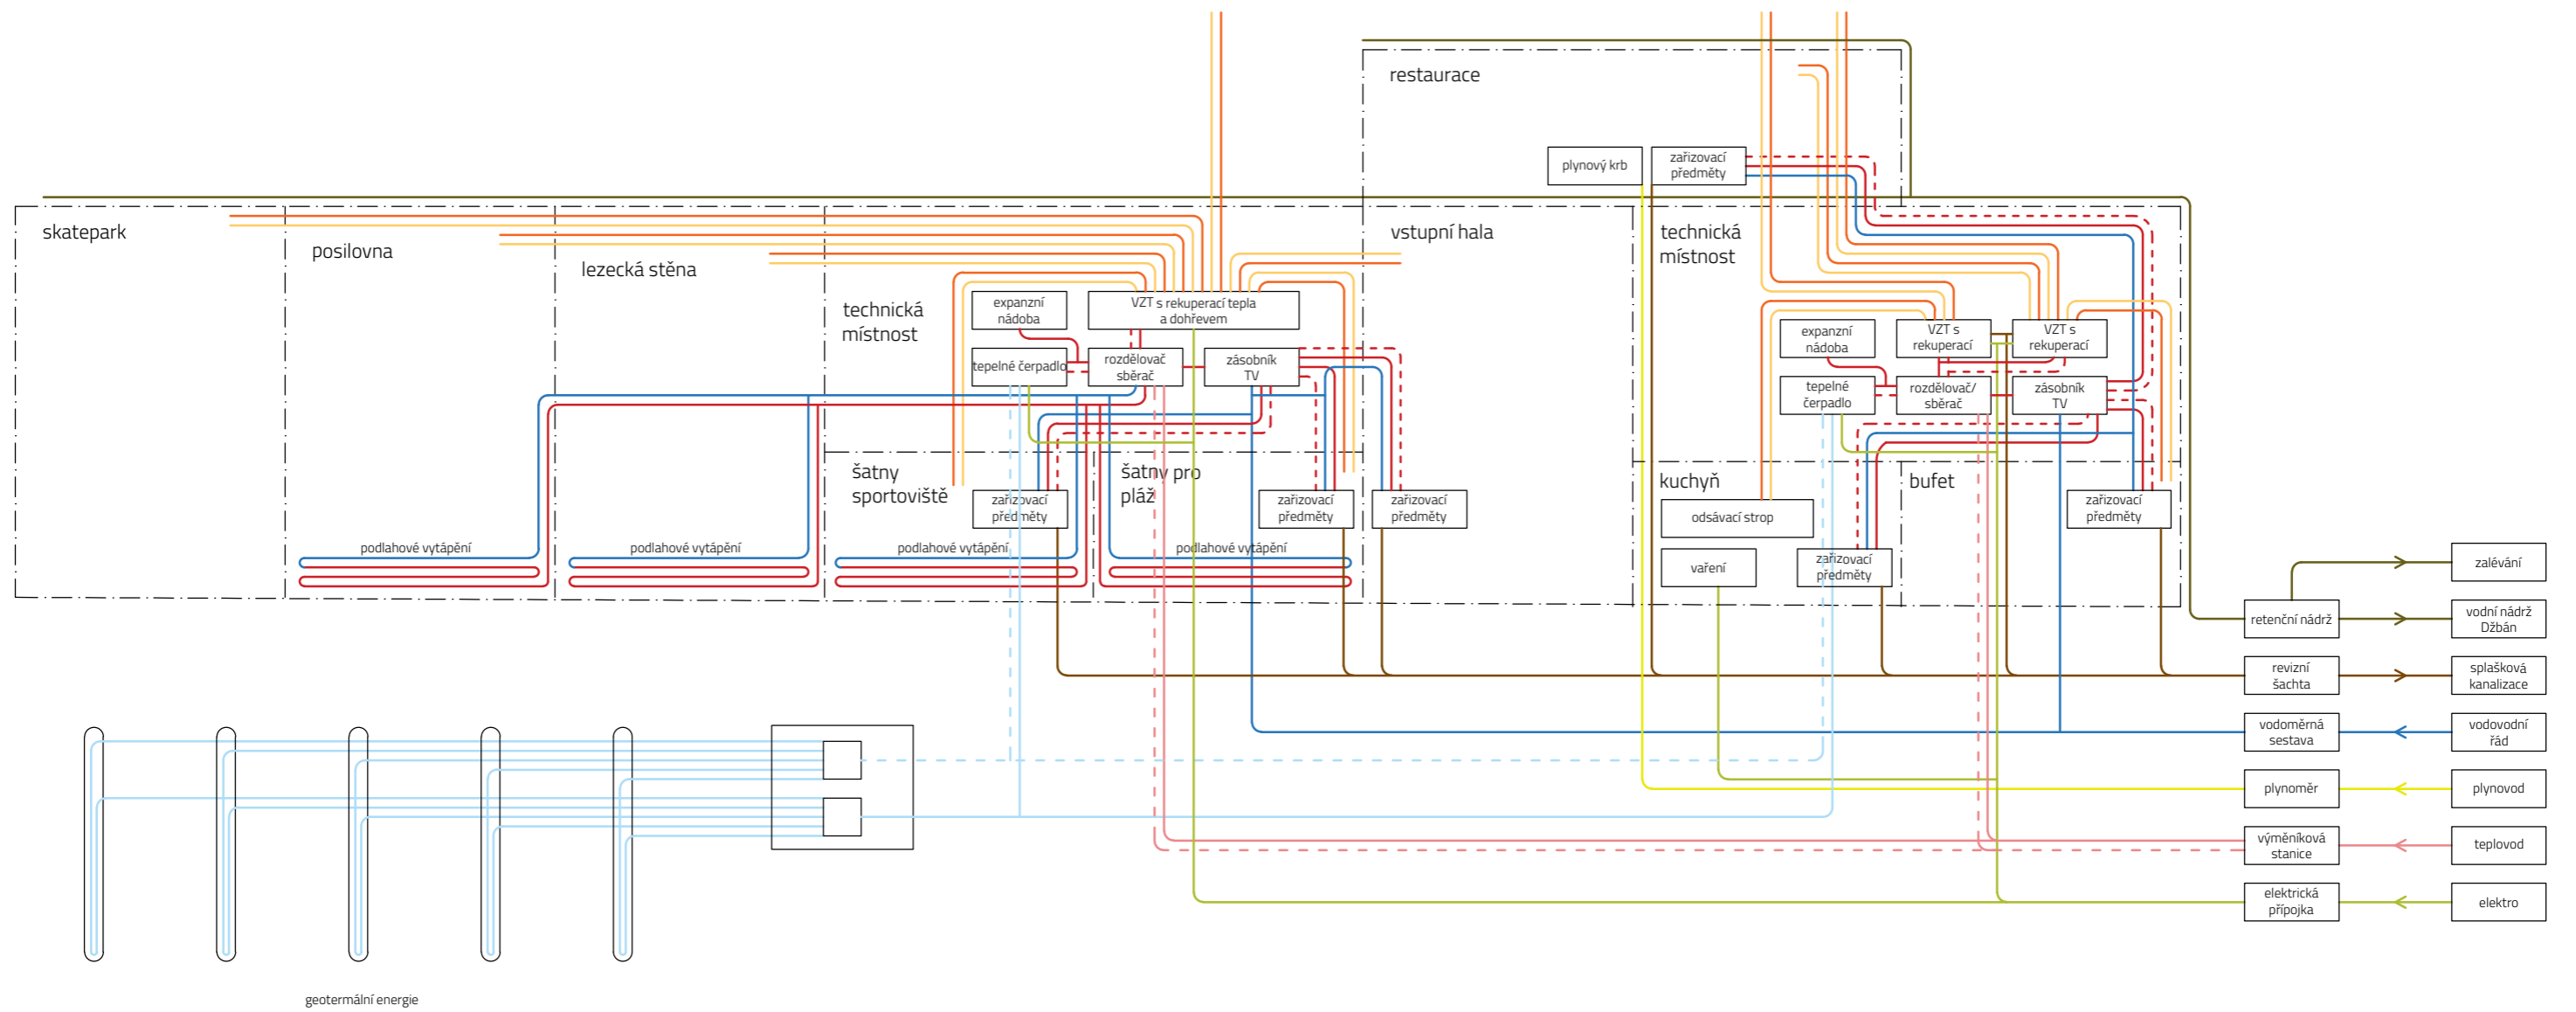 restaurace
plynový krb
zařizovací
předměty
skatepark
posilovna
lezecká stěna
technická
místnost
expanzní
nádoba
VZT s rekuperací tepla
a dohřevem
tepelné čerpadlo
rozdělovač
sběrač
zásobník
TV
vstupní hala
technická
místnost
expanzní
nádoba
VZT s
rekuperací
VZT s
rekuperací
tepelné
čerpadlo
rozdělovač/
sběrač
zásobník
TV
šatny
sportoviště
zařizovací
předměty
šatny pro
pláž
zařizovací
předměty
zařizovací
předměty
kuchyň
odsávací strop
vaření
zařizovací
předměty
bufet
zařizovací
předměty
podlahové vytápění
podlahové vytápění
podlahové vytápění
podlahové vytápění
zalévání
retenční nádrž
vodní nádrž
Džbán
revizní
šachta
splašková
kanalizace
vodoměrná
sestava
vodovodní
řád
plynoměr
plynovod
výměníková
stanice
teplovod
elektrická
přípojka
elektro
geotermální energie